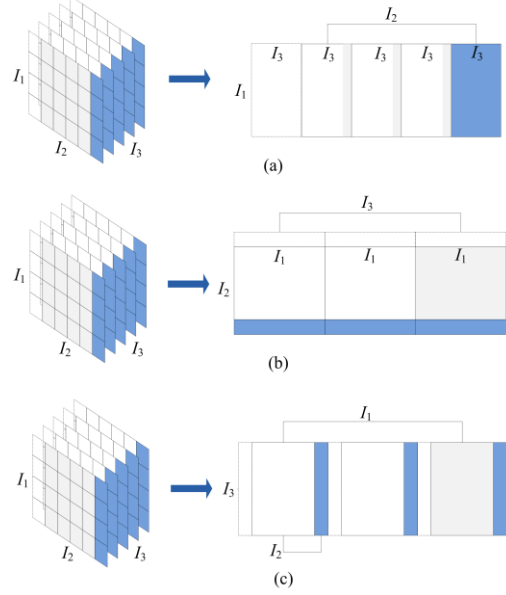 I₂
I₃ I₃ I₃ I₃ I₃
I₁ I₁
I₂ I₃
(a)
I₃
I₁ I₁ I₁
I₁ I₂
I₂ I₃
(b)
I₁
I₁ I₃
I₂ I₃ I₂
(c)